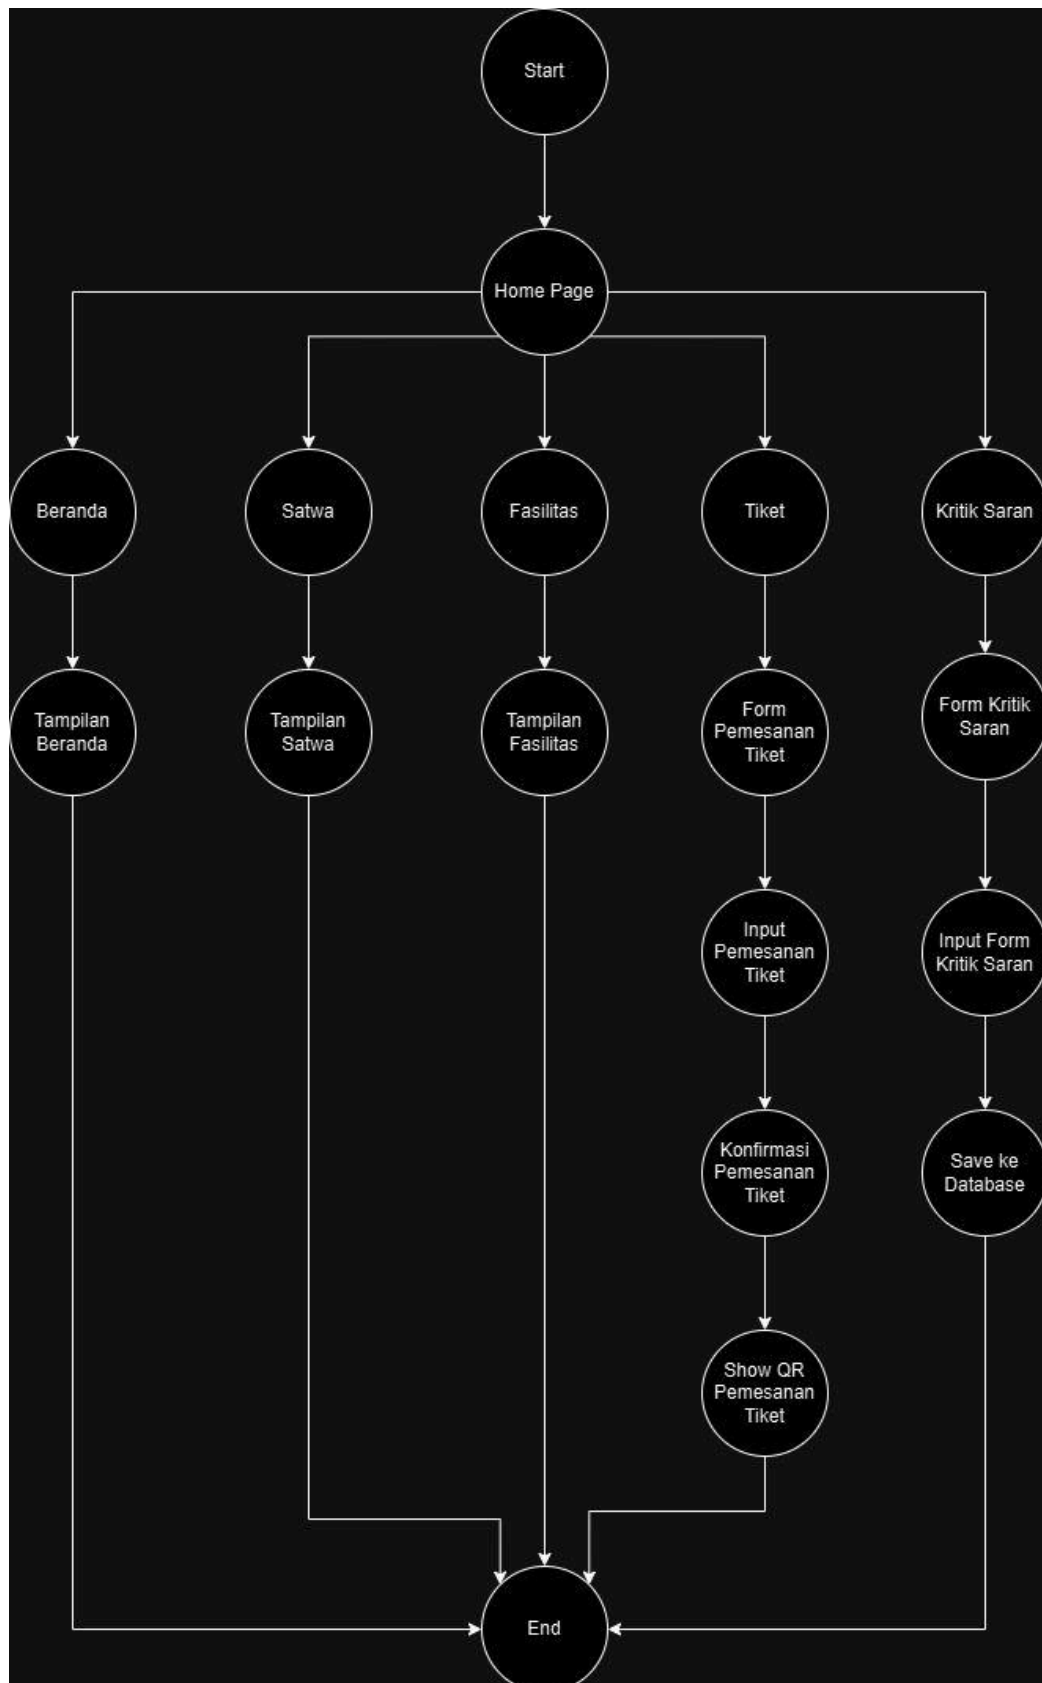 Start
Home Page
Beranda
Satwa
Fasilitas
Tiket
Kritik Saran
Tampilan
Beranda
Tampilan
Satwa
Tampilan
Fasilitas
Form
Pemesanan
Tiket
Form Kritik
Saran
Input
Pemesanan
Tiket
Input Form
Kritik Saran
Konfirmasi
Pemesanan
Tiket
Save ke
Database
Show QR
Pemesanan
Tiket
End